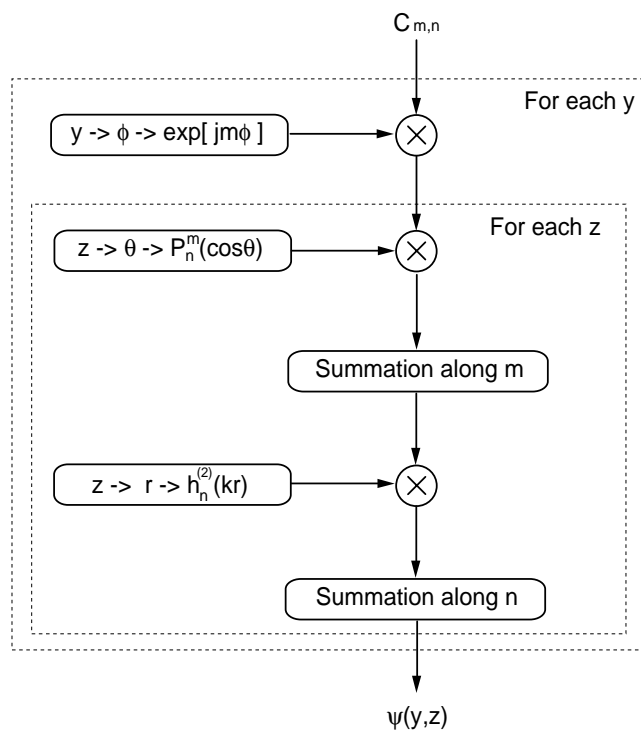 C m,n
For each y
y -> ϕ -> exp[ jmϕ ]
For each z
z -> θ -> P_n^m(cosθ)
Summation along m
z -> r -> h_n^(2)(kr)
Summation along n
ψ(y,z)